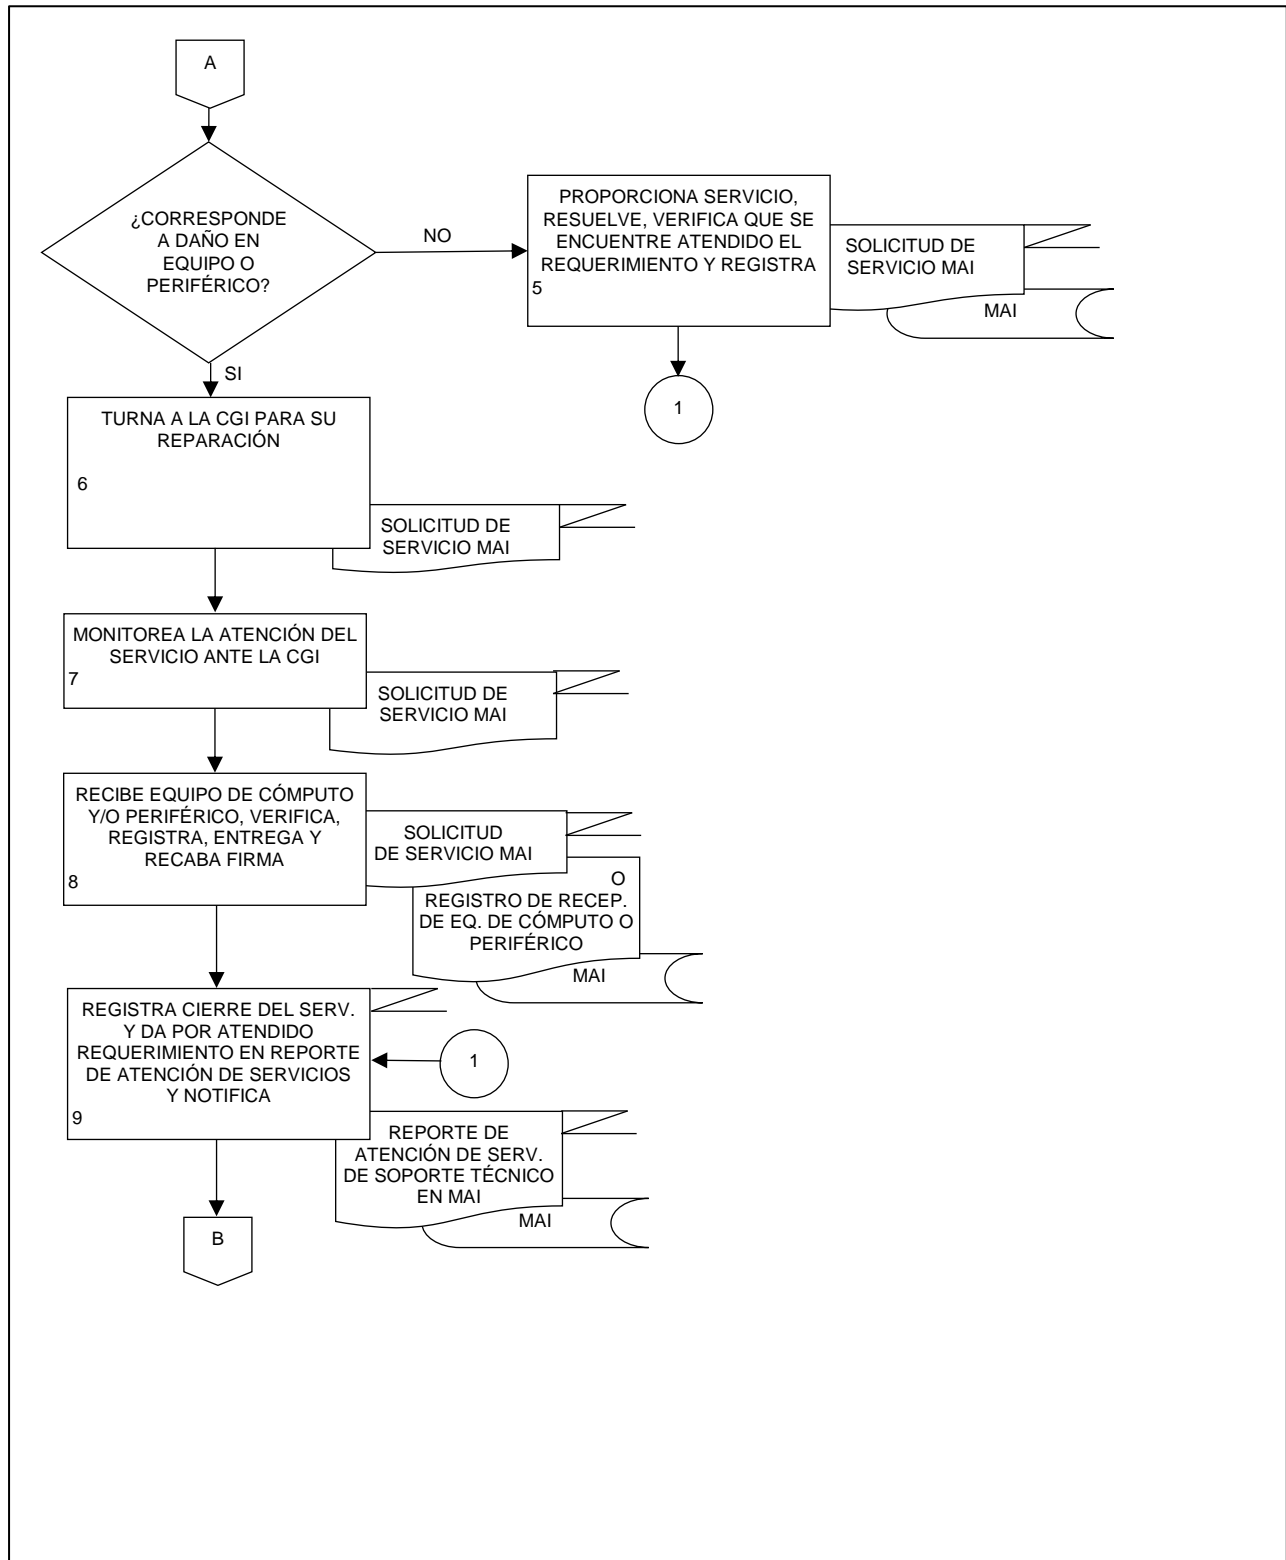 A
¿CORRESPONDE
A DAÑO EN
EQUIPO O
PERIFÉRICO?
NO
PROPORCIONA SERVICIO,
RESUELVE, VERIFICA QUE SE
ENCUENTRE ATENDIDO EL
REQUERIMIENTO Y REGISTRA
5
SOLICITUD DE
SERVICIO MAI
MAI
1
SI
TURNA A LA CGI PARA SU
REPARACIÓN
6
SOLICITUD DE
SERVICIO MAI
MONITOREA LA ATENCIÓN DEL
SERVICIO ANTE LA CGI
7
SOLICITUD DE
SERVICIO MAI
RECIBE EQUIPO DE CÓMPUTO
Y/O PERIFÉRICO, VERIFICA,
REGISTRA, ENTREGA Y
RECABA FIRMA
8
SOLICITUD
DE SERVICIO MAI
O
REGISTRO DE RECEP.
DE EQ. DE CÓMPUTO O
PERIFÉRICO
MAI
REGISTRA CIERRE DEL SERV.
Y DA POR ATENDIDO
REQUERIMIENTO EN REPORTE
DE ATENCIÓN DE SERVICIOS
Y NOTIFICA
9
1
REPORTE DE
ATENCIÓN DE SERV.
DE SOPORTE TÉCNICO
EN MAI
MAI
B